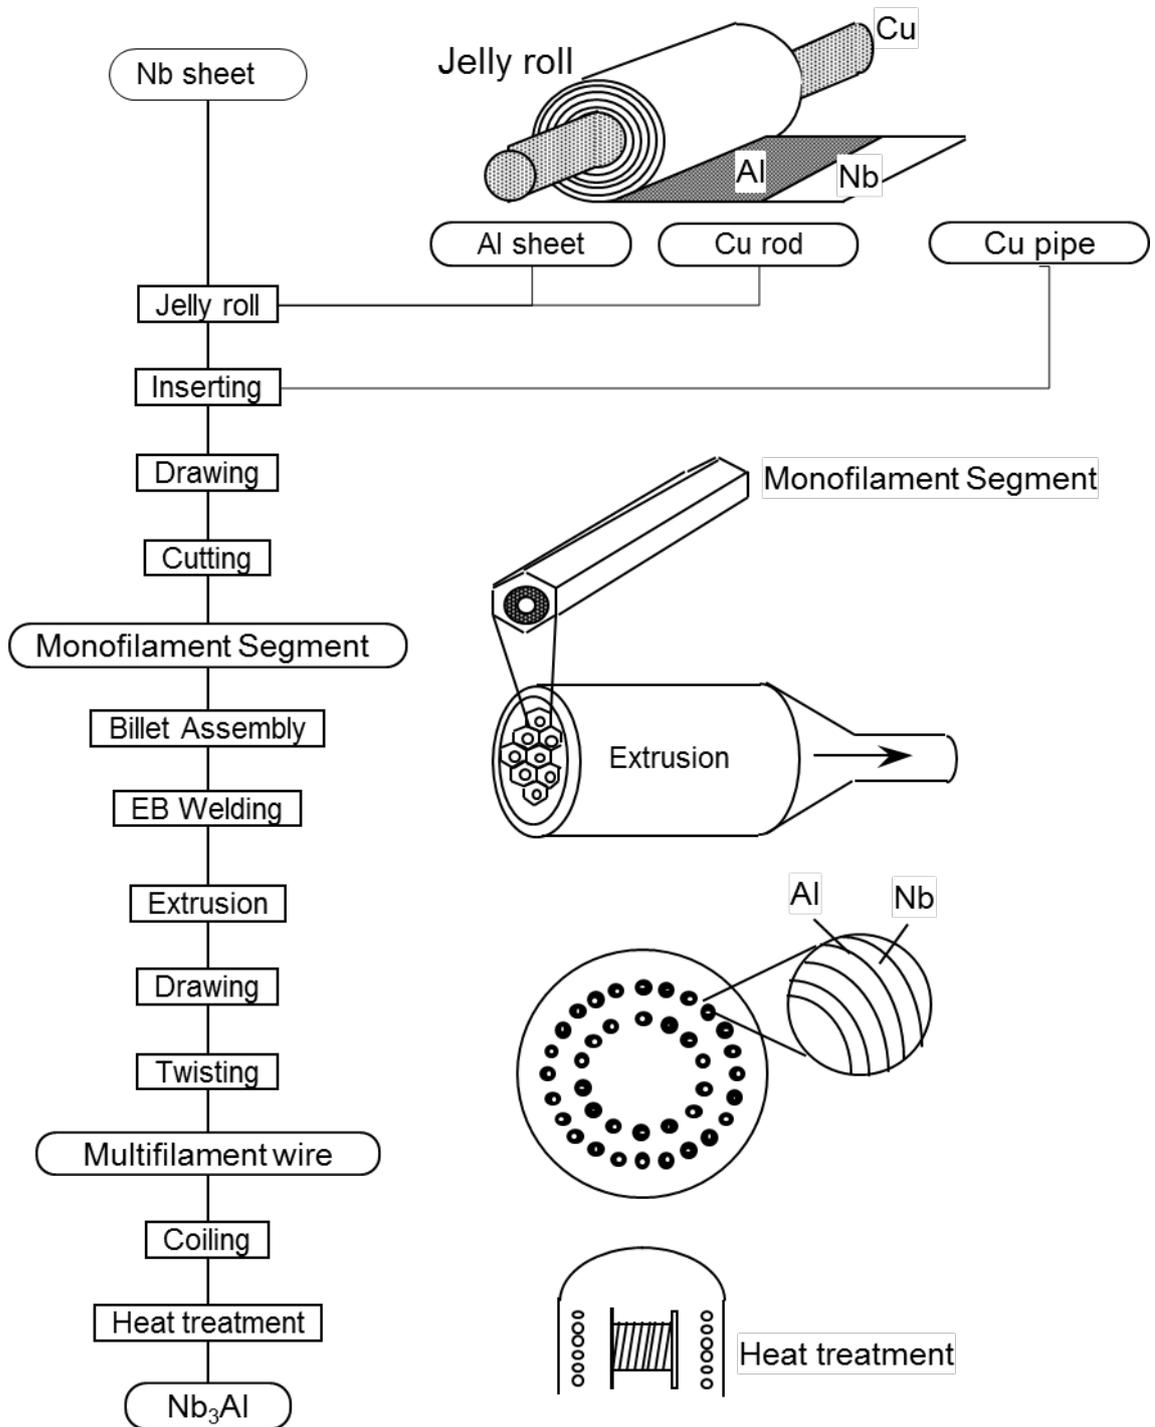 Cu
Jelly roll
Nb sheet
Al
Nb
Al sheet
Cu rod
Cu pipe
Jelly roll
Inserting
Drawing
Monofilament Segment
Cutting
Monofilament Segment
Billet Assembly
Extrusion
EB Welding
Al
Nb
Extrusion
Drawing
Twisting
Multifilament wire
Coiling
Heat treatment
Heat treatment
Nb₃Al